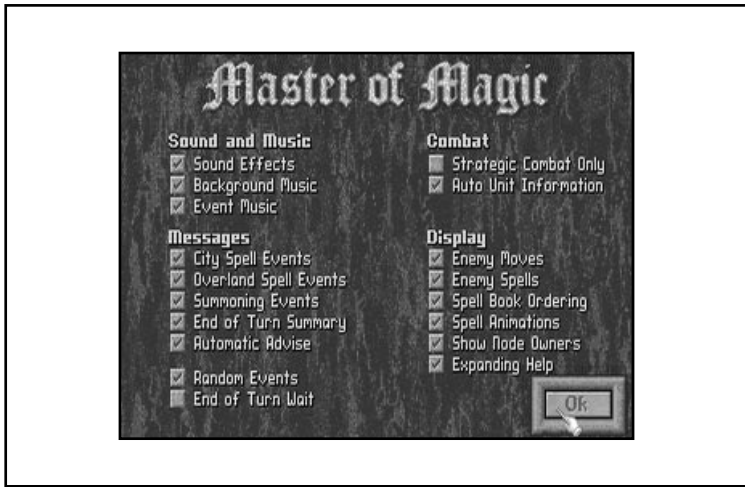 Master of Magic
Sound and Music
Sound Effects
Background Music
Event Music
Messages
City Spell Events
Overland Spell Events
Summoning Events
End of Turn Summary
Automatic Advise
Random Events
End of Turn Wait
Combat
Strategic Combat Only
Auto Unit Information
Display
Enemy Moves
Enemy Spells
Spell Book Ordering
Spell Animations
Show Node Owners
Expanding Help
Ok